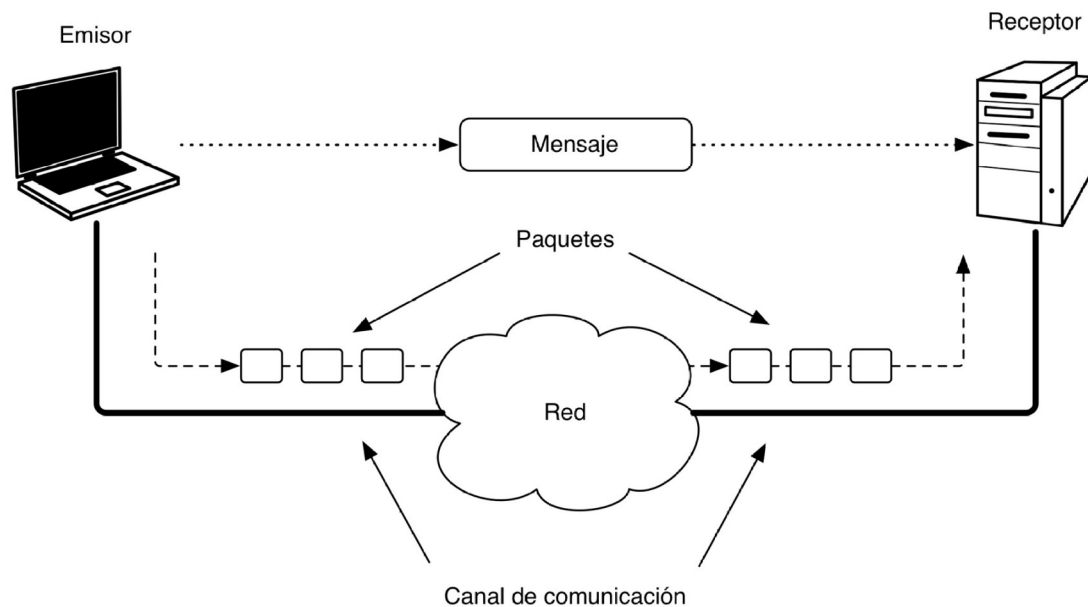 Emisor
Receptor
Mensaje
Paquetes
Red
Canal de comunicación